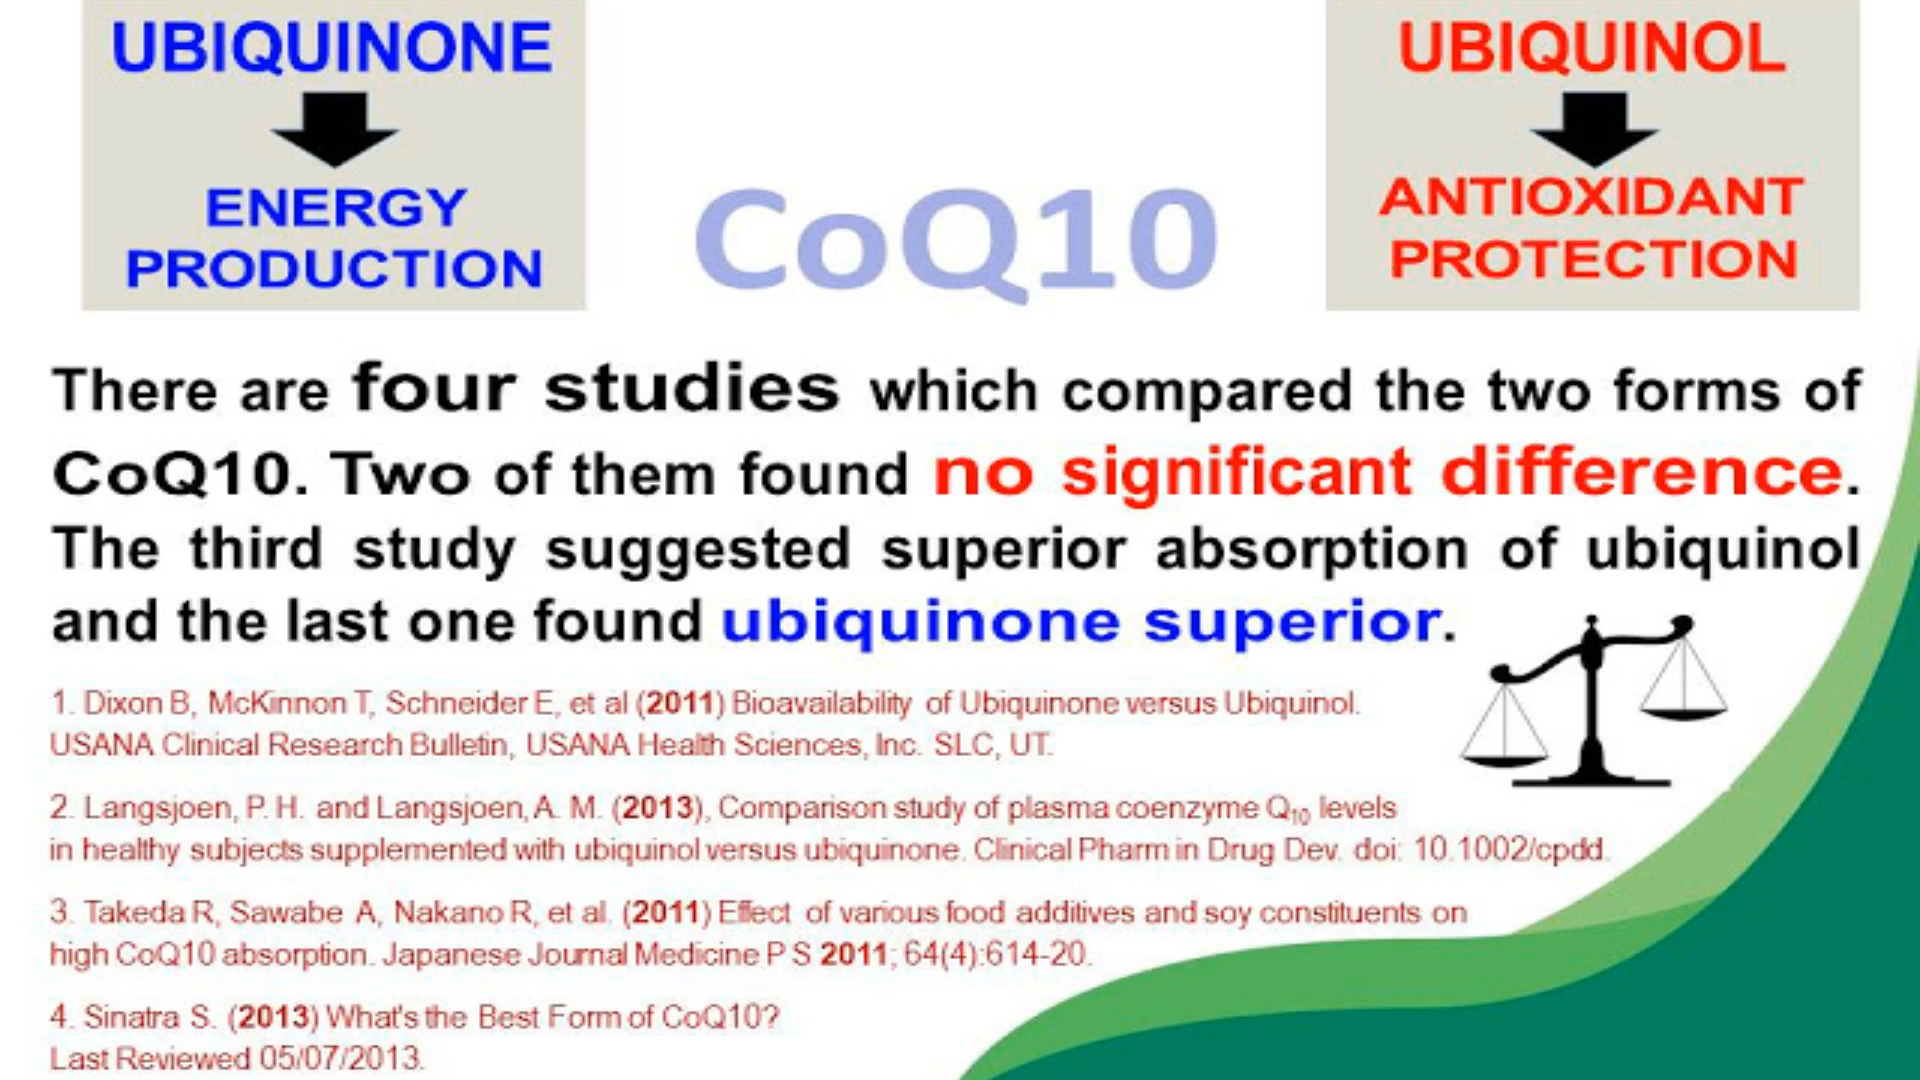 UBIQUINONE
ENERGY
PRODUCTION
CoQ10
UBIQUINOL
ANTIOXIDANT
PROTECTION
There are four studies which compared the two forms of
CoQ10. Two of them found no significant difference.
The third study suggested superior absorption of ubiquinol
and the last one found ubiquinone superior.
1. Dixon B, McKinnon T, Schneider E, et al (2011) Bioavailability of Ubiquinone versus Ubiquinol.
USANA Clinical Research Bulletin, USANA Health Sciences, Inc. SLC, UT.
2. Langsjoen, P. H. and Langsjoen, A. M. (2013), Comparison study of plasma coenzyme Q₁₀ levels
in healthy subjects supplemented with ubiquinol versus ubiquinone. Clinical Pharm in Drug Dev. doi: 10.1002/cpdd.
3. Takeda R, Sawabe A, Nakano R, et al. (2011) Effect of various food additives and soy constituents on
high CoQ10 absorption. Japanese Journal Medicine P S 2011; 64(4):614-20.
4. Sinatra S. (2013) What's the Best Form of CoQ10?
Last Reviewed 05/07/2013.